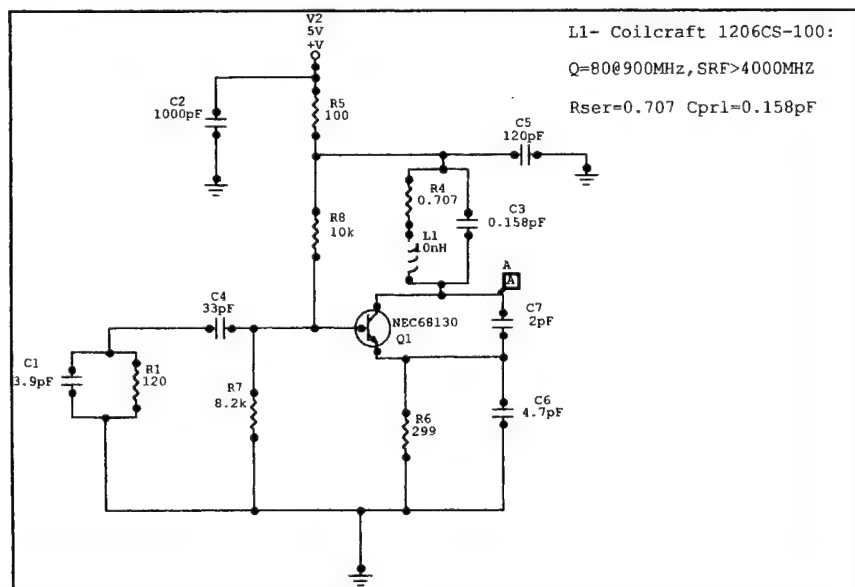 V2
5V
+V
L1- Coilcraft 1206CS-100:
Q=80@900MHz,SRF>4000MHZ
Rser=0.707 Cprl=0.158pF
C2
1000pF
R5
100
C5
120pF
R4
0.707
C3
0.158pF
R8
10k
L1
10nH
A
A
C4
33pF
NEC68130
Q1
C7
2pF
C1
3.9pF
R1
120
R7
8.2k
R6
299
C6
4.7pF